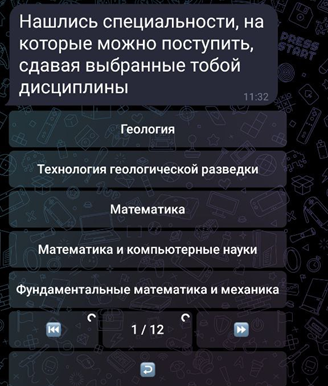 Нашлись специальности, на
которые можно поступить,
сдавая выбранные тобой
дисциплины
11:32
PRESS
START
Геология
Технология геологической разведки
Математика
Математика и компьютерные науки
Фундаментальные математика и механика
1 / 12